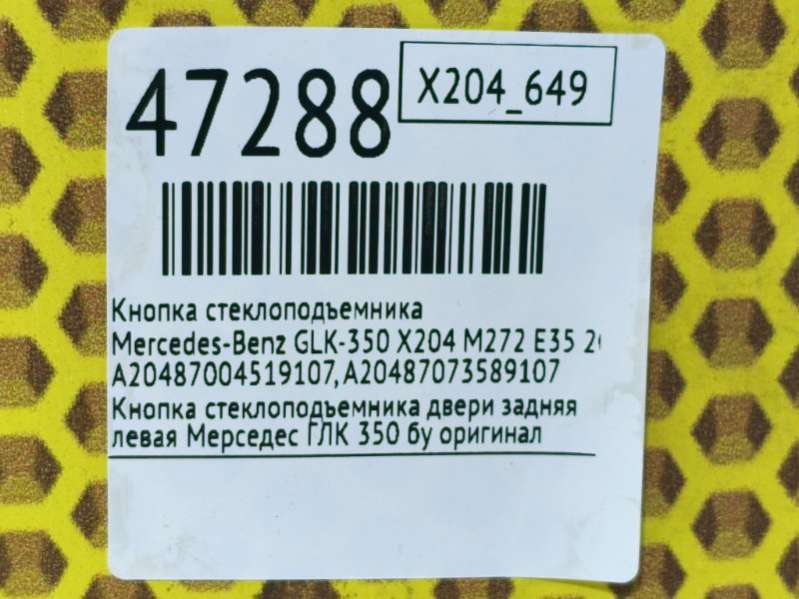 47288
X204_649
Кнопка стеклоподъемника
Mercedes-Benz GLK-350 X204 M272 E35
A20487004519107, A20487073589107
Кнопка стеклоподъемника двери задняя
левая Мерседес ГЛК 350 бу оригинал